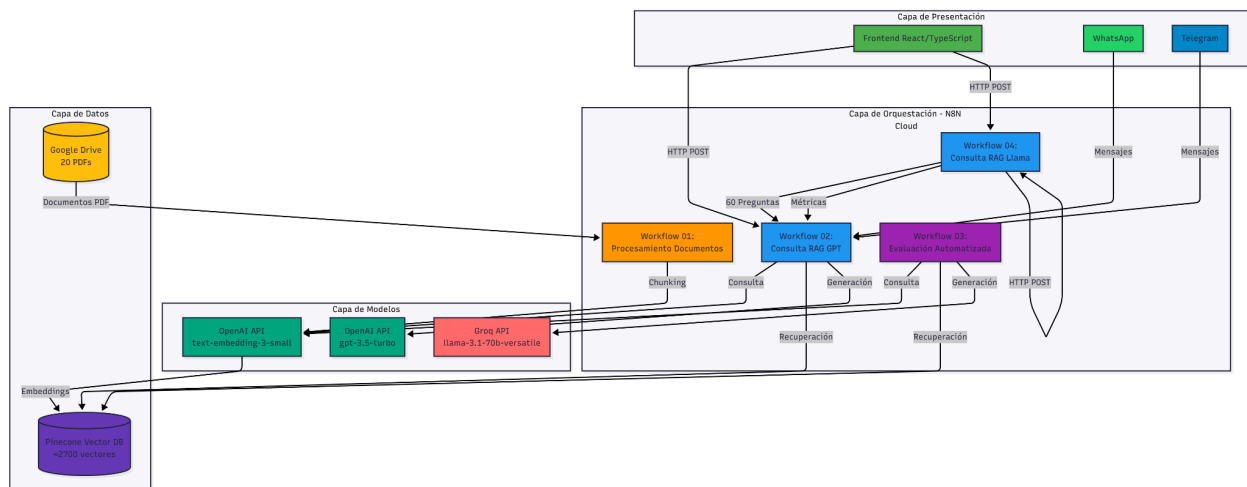 Capa de Presentación
Frontend React/TypeScript
WhatsApp
Telegram
HTTP POST
Capa de Datos
Capa de Orquestación - N8N
Cloud
Google Drive
20 PDFs
Workflow 04:
Consulta RAG Llama
HTTP POST
Mensajes
Mensajes
Documentos PDF
60 Preguntas
Métricas
Workflow 01:
Procesamiento Documentos
Workflow 02:
Consulta RAG GPT
Workflow 03:
Evaluación Automatizada
Chunking
Consulta
Generación
Consulta
Generación
HTTP POST
Capa de Modelos
OpenAI API
text-embedding-3-small
OpenAI API
gpt-3.5-turbo
Groq API
llama-3.1-70b-versatile
Recuperación
Recuperación
Embeddings
Pinecone Vector DB
~2700 vectores